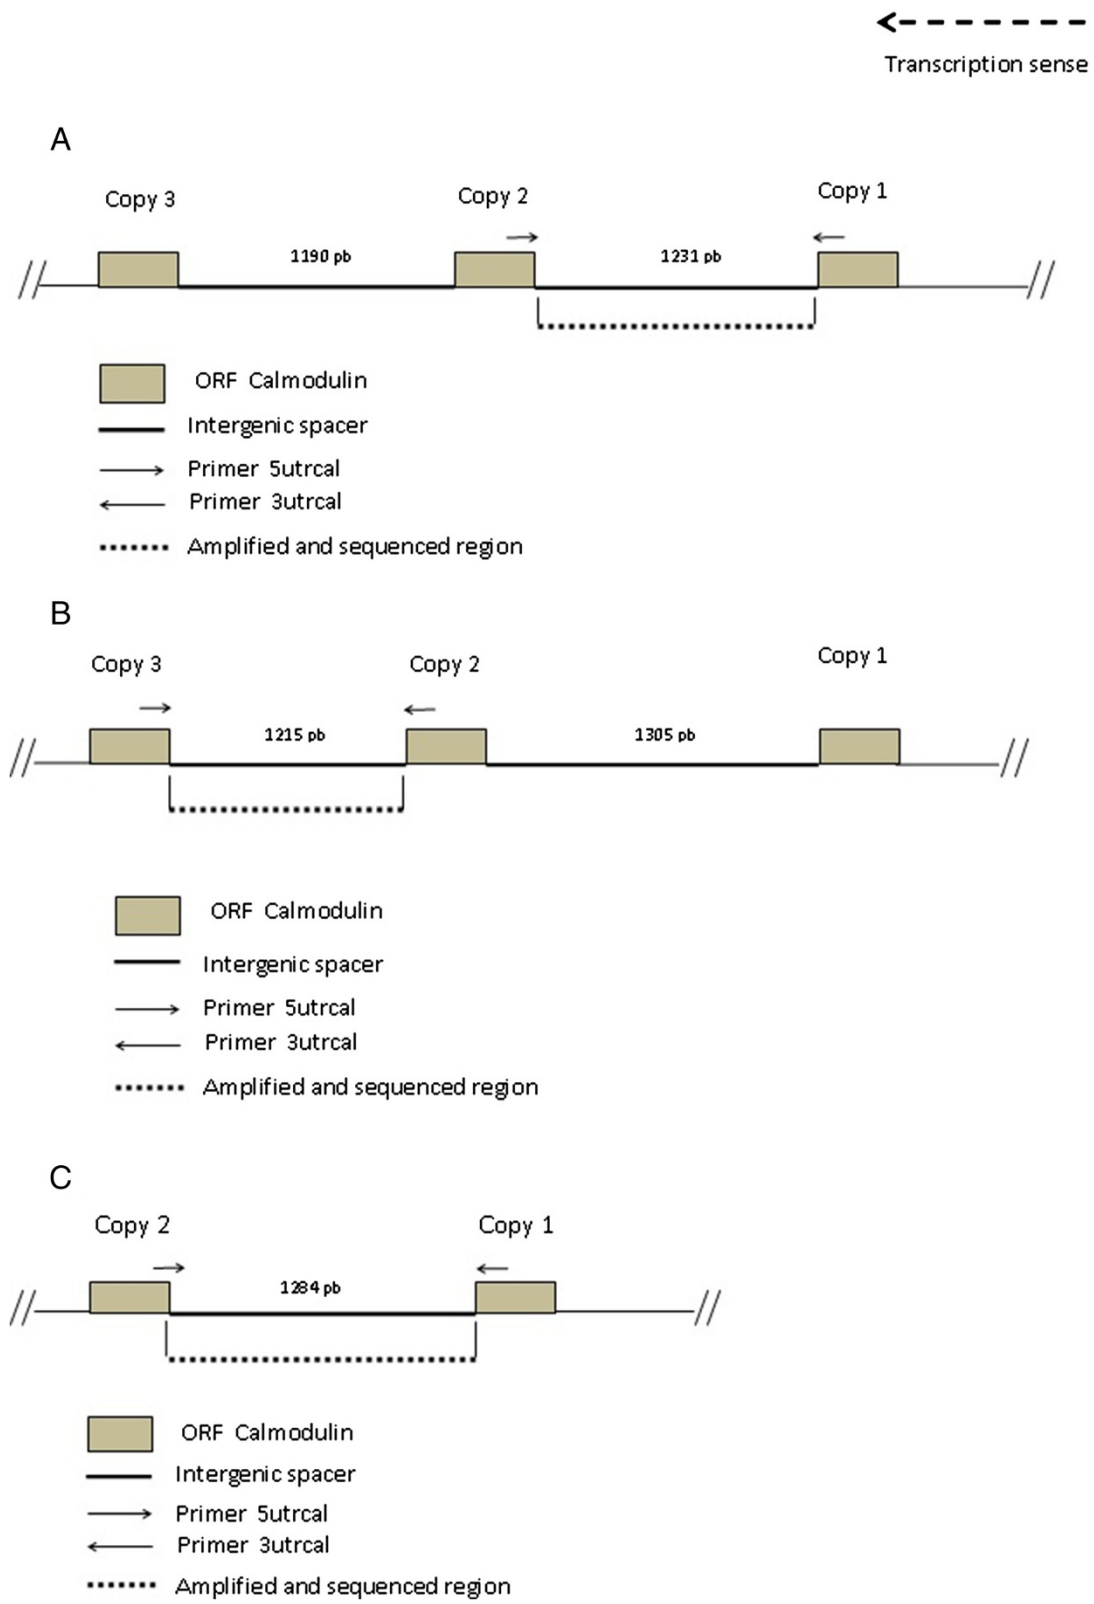 Transcription sense
A
Copy 3
Copy 2
Copy 1
1190 pb
1231 pb
ORF Calmodulin
Intergenic spacer
Primer 5utrcal
Primer 3utrcal
Amplified and sequenced region
B
Copy 3
Copy 2
Copy 1
1215 pb
1305 pb
ORF Calmodulin
Intergenic spacer
Primer 5utrcal
Primer 3utrcal
Amplified and sequenced region
C
Copy 2
Copy 1
1284 pb
ORF Calmodulin
Intergenic spacer
Primer 5utrcal
Primer 3utrcal
Amplified and sequenced region